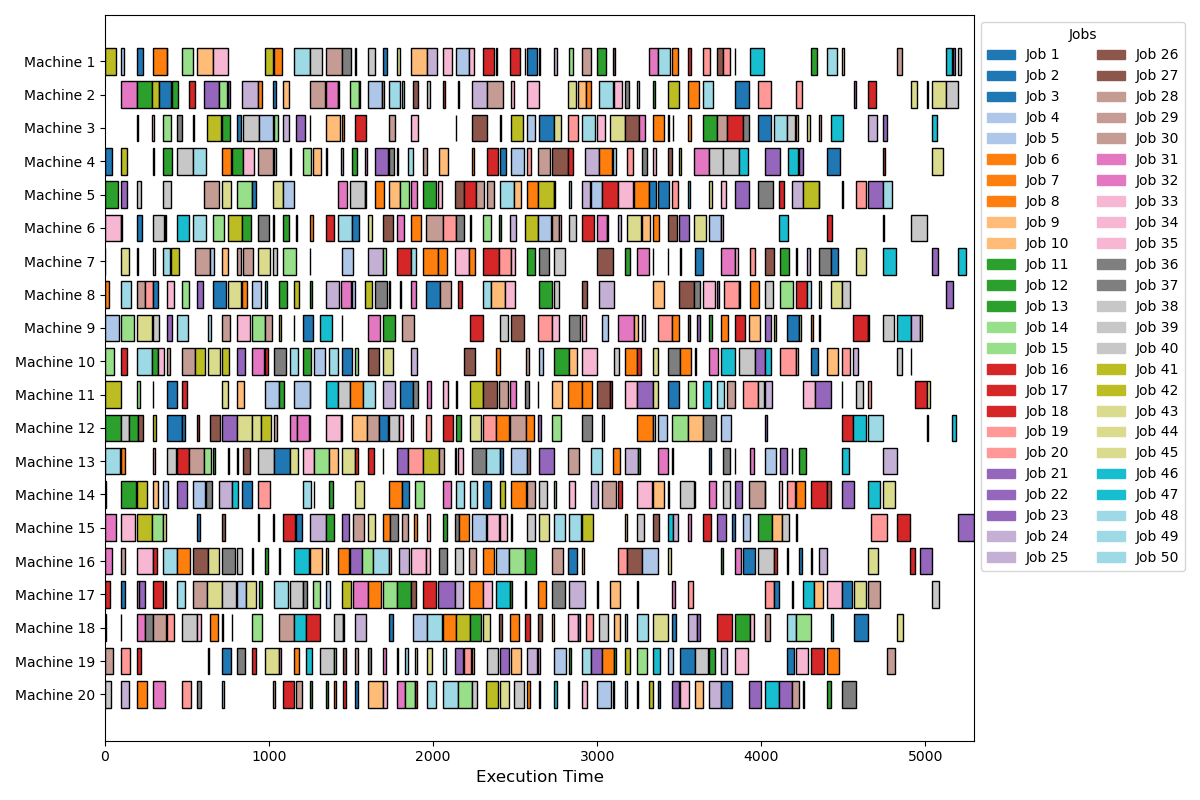 Machine 1
Machine 2
Machine 3
Machine 4
Machine 5
Machine 6
Machine 7
Machine 8
Machine 9
Machine 10
Machine 11
Machine 12
Machine 13
Machine 14
Machine 15
Machine 16
Machine 17
Machine 18
Machine 19
Machine 20
0 1000 2000 3000 4000 5000
Execution Time
Jobs
Job 1
Job 2
Job 3
Job 4
Job 5
Job 6
Job 7
Job 8
Job 9
Job 10
Job 11
Job 12
Job 13
Job 14
Job 15
Job 16
Job 17
Job 18
Job 19
Job 20
Job 21
Job 22
Job 23
Job 24
Job 25
Job 26
Job 27
Job 28
Job 29
Job 30
Job 31
Job 32
Job 33
Job 34
Job 35
Job 36
Job 37
Job 38
Job 39
Job 40
Job 41
Job 42
Job 43
Job 44
Job 45
Job 46
Job 47
Job 48
Job 49
Job 50